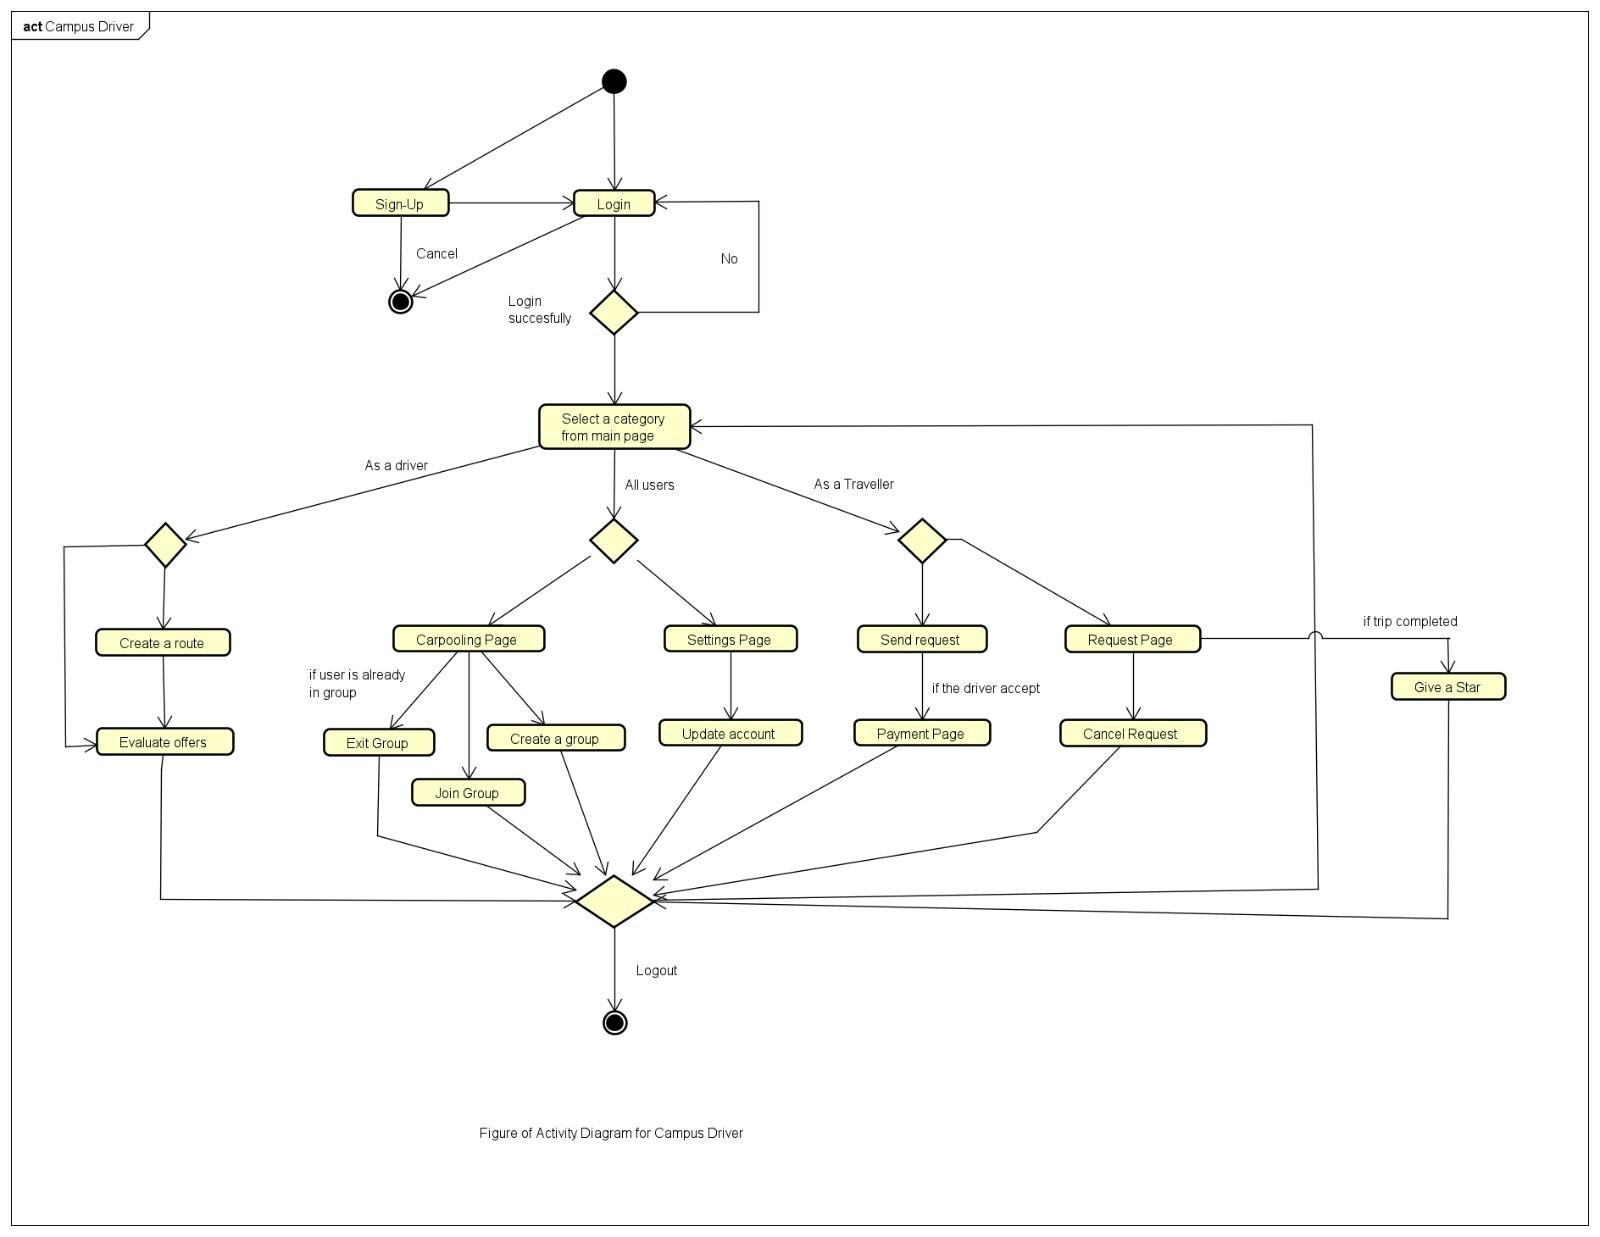 act Campus Driver
Sign-Up
Login
Cancel
No
Login
succesfully
Select a category
from main page
As a driver
All users
As a Traveller
if trip completed
Create a route
Carpooling Page
Settings Page
Send request
Request Page
if user is already
in group
if the driver accept
Give a Star
Evaluate offers
Exit Group
Create a group
Update account
Payment Page
Cancel Request
Join Group
Logout
Figure of Activity Diagram for Campus Driver